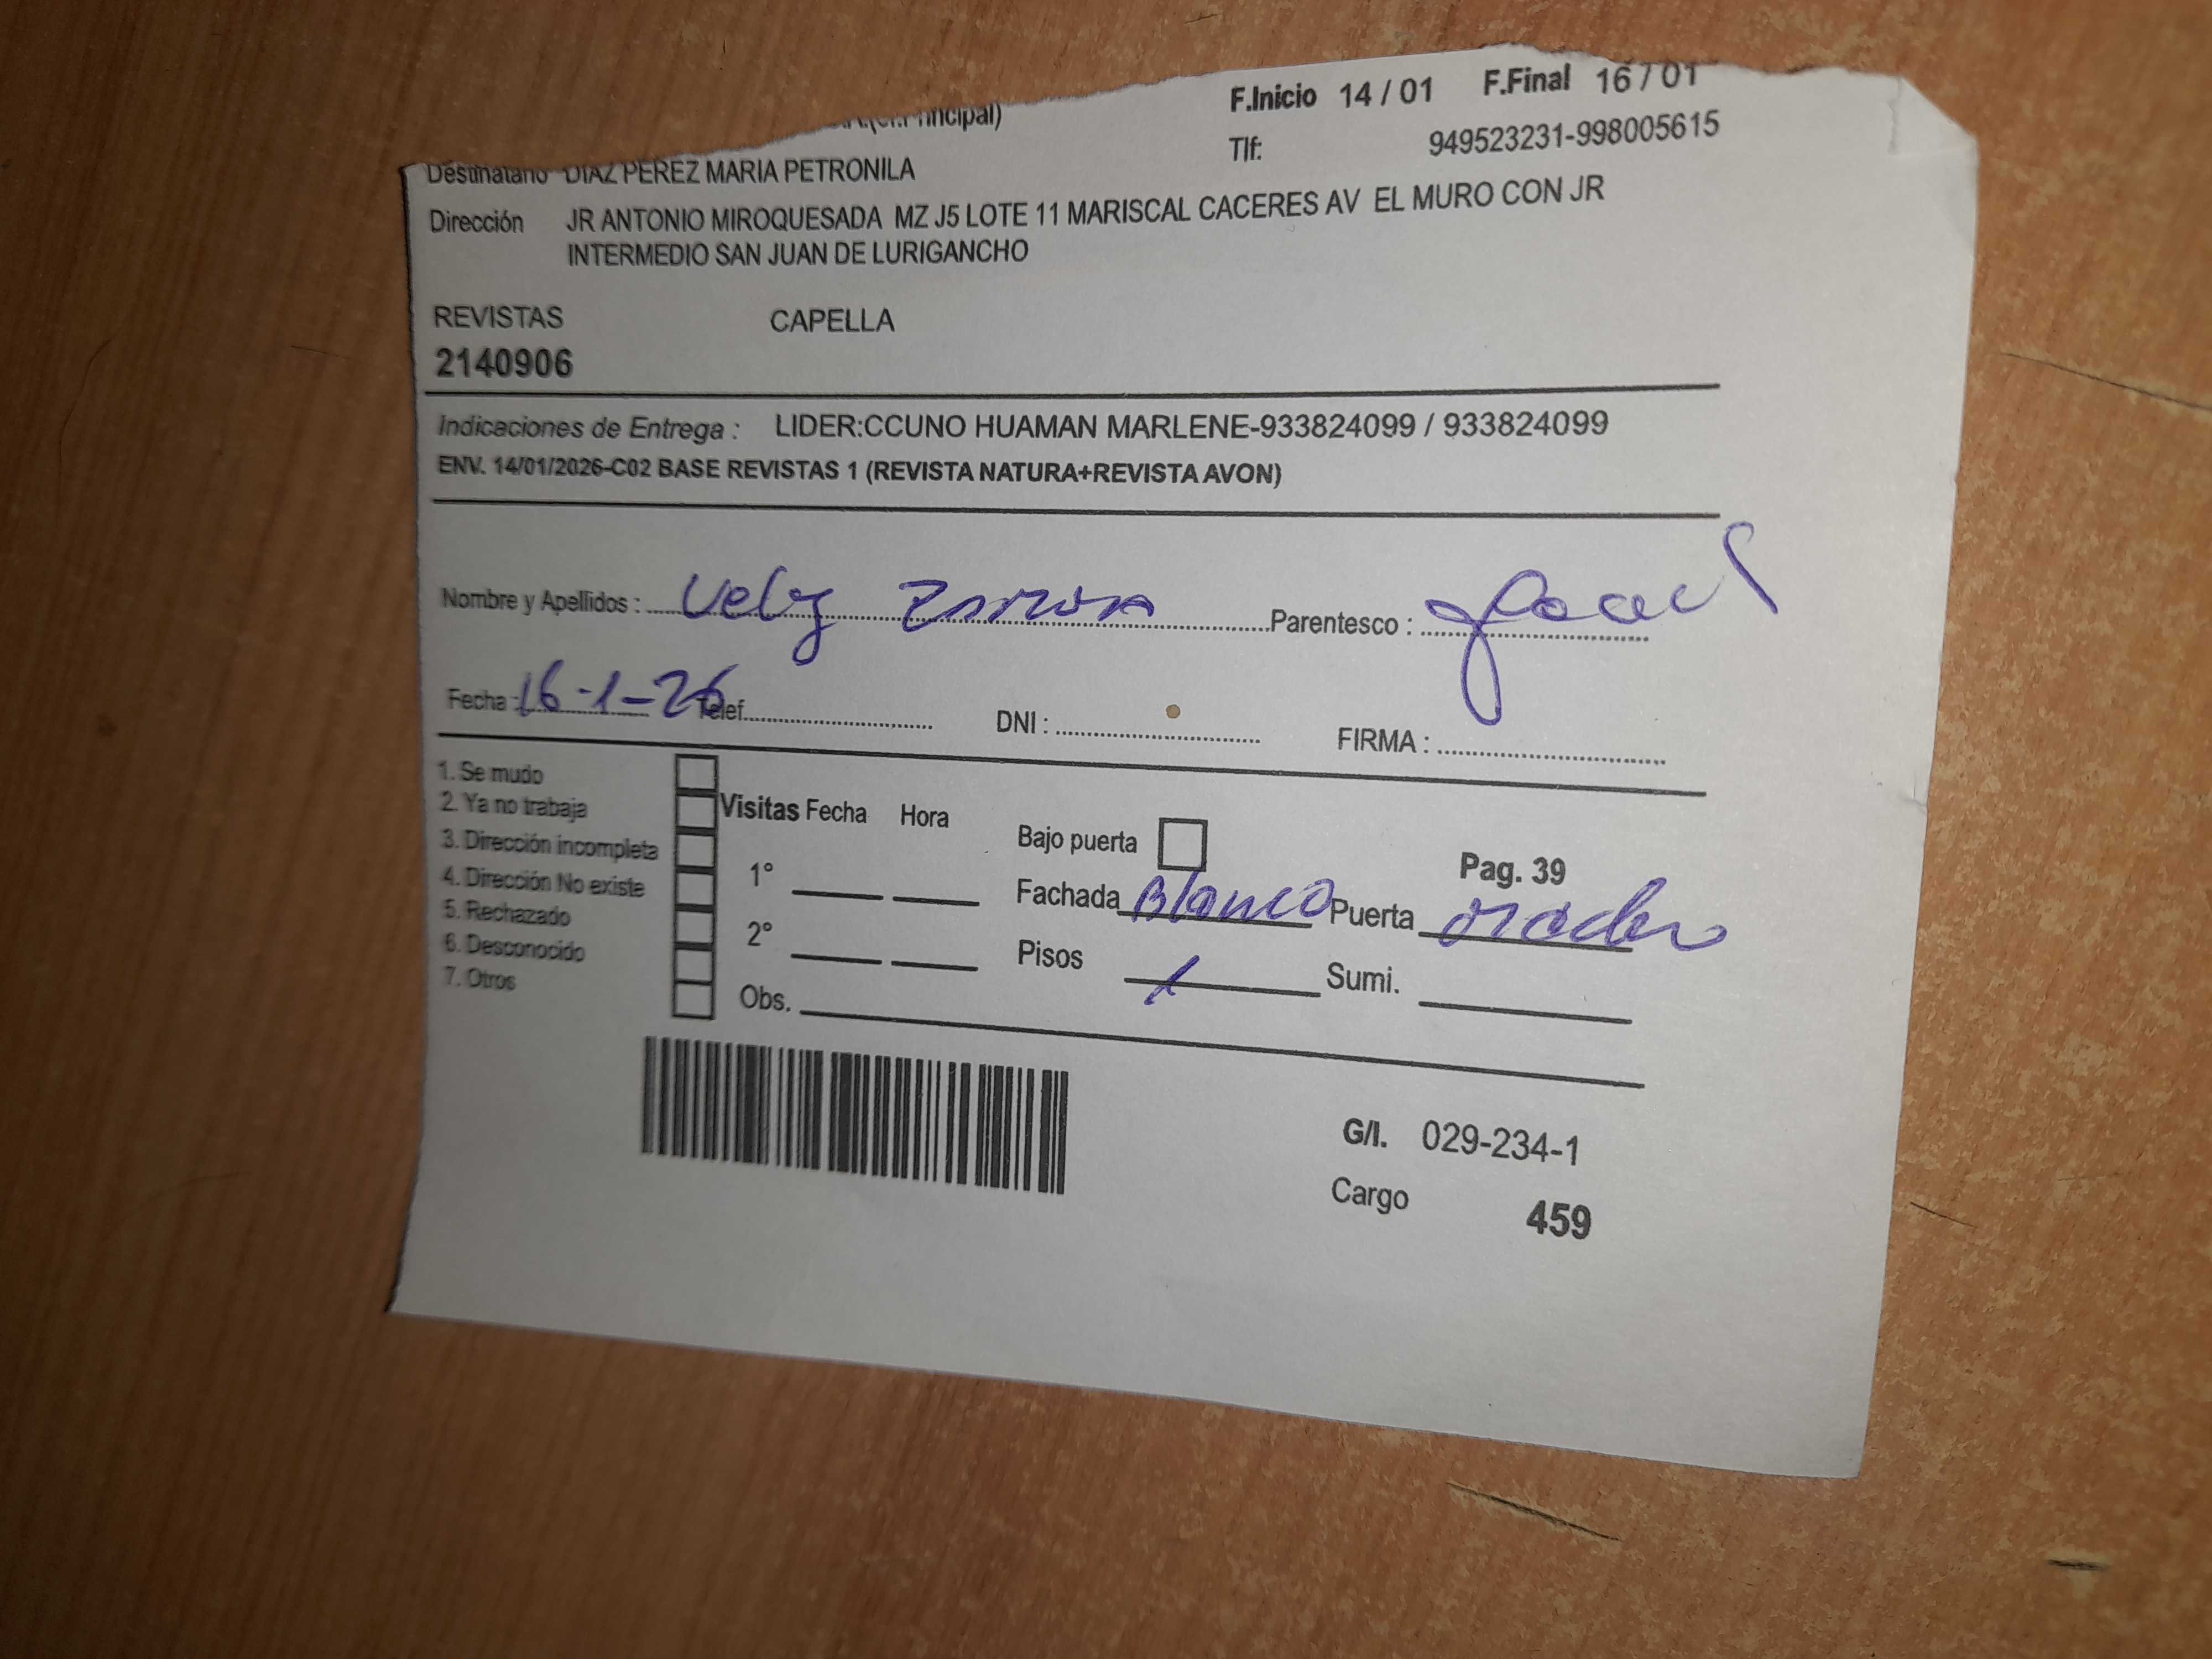 F.Inicio 14 / 01 F.Final 16 / 01
Principal)
Tlf: 949523231-998005615
Destinatario DIAZ PEREZ MARIA PETRONILA
Dirección JR ANTONIO MIROQUESADA MZ J5 LOTE 11 MARISCAL CACERES AV EL MURO CON JR
INTERMEDIO SAN JUAN DE LURIGANCHO
REVISTAS CAPELLA
2140906
Indicaciones de Entrega : LIDER:CCUNO HUAMAN MARLENE-933824099 / 933824099
ENV. 14/01/2026-C02 BASE REVISTAS 1 (REVISTA NATURA+REVISTA AVON)
Nombre y Apellidos : Parentesco :
Fecha : 16-1-26 Telef. DNI : FIRMA :
1. Se mudo
2. Ya no trabaja
3. Dirección incompleta
4. Dirección No existe
5. Rechazado
6. Desconocido
7. Otros
Visitas Fecha Hora
1°
2°
Obs.
Bajo puerta
Pag. 39
Fachada Blanco Puerta
Pisos 1 Sumi.
G/I. 029-234-1
Cargo 459